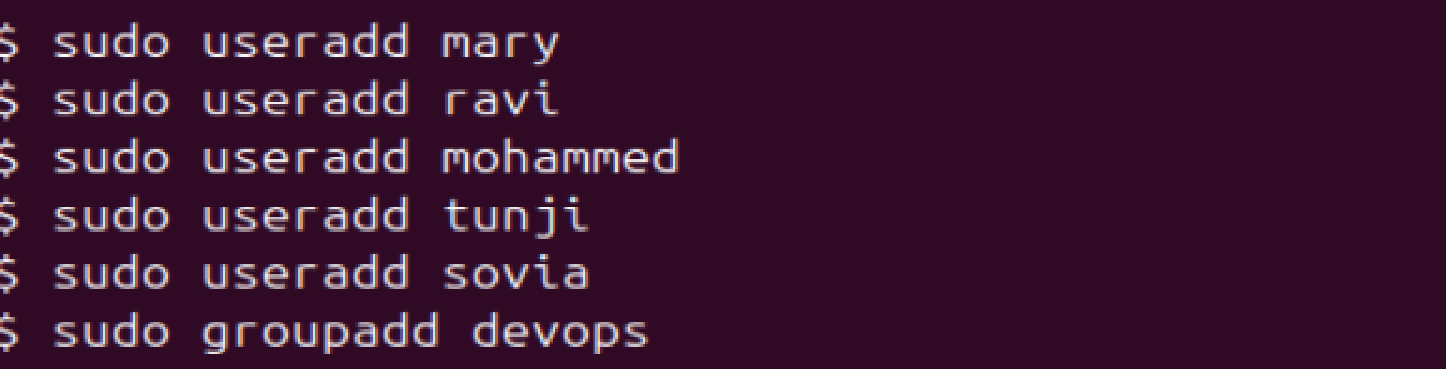 $ sudo useradd mary
$ sudo useradd ravi
$ sudo useradd mohammed
$ sudo useradd tunji
$ sudo useradd sovia
$ sudo groupadd devops